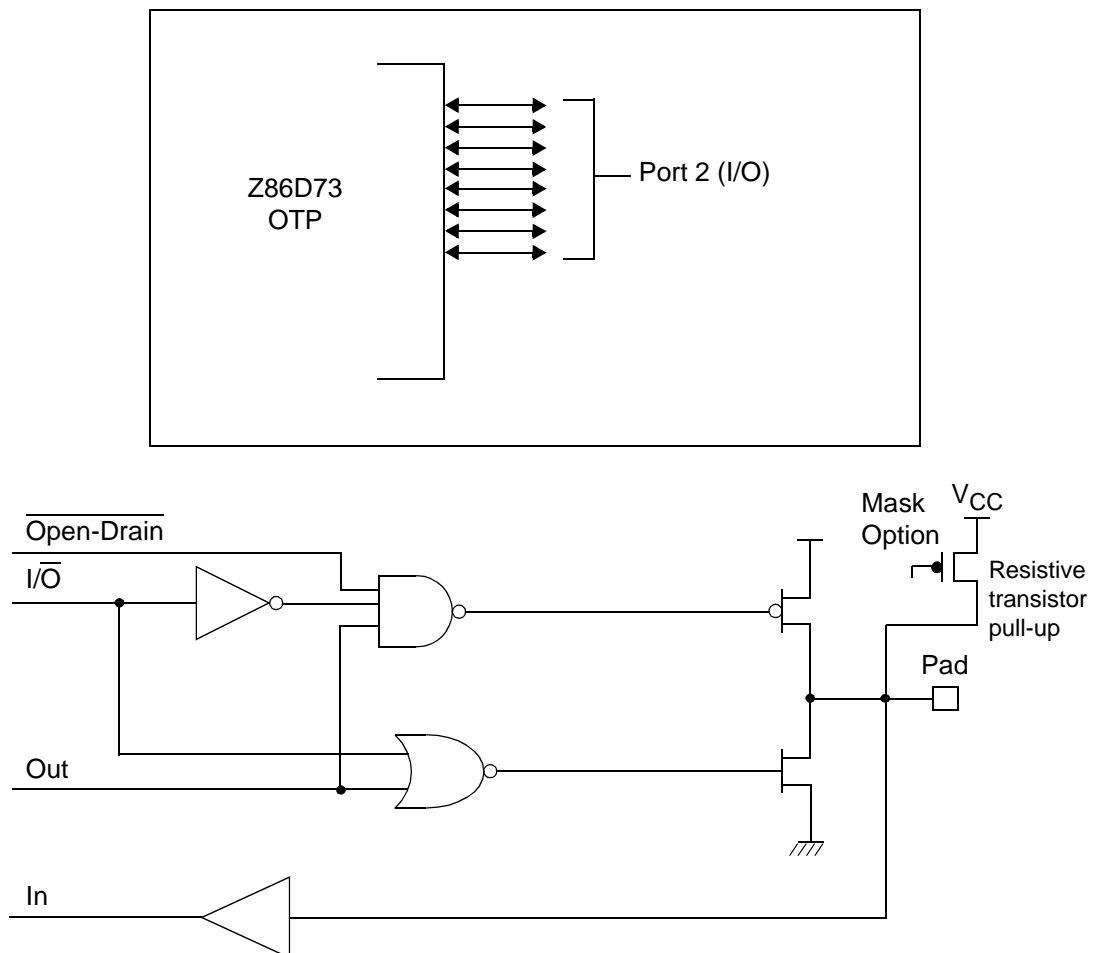 Z86D73
OTP
Port 2 (I/O)
Open-Drain
I/O
Out
In
Mask
Option
VCC
Resistive
transistor
pull-up
Pad